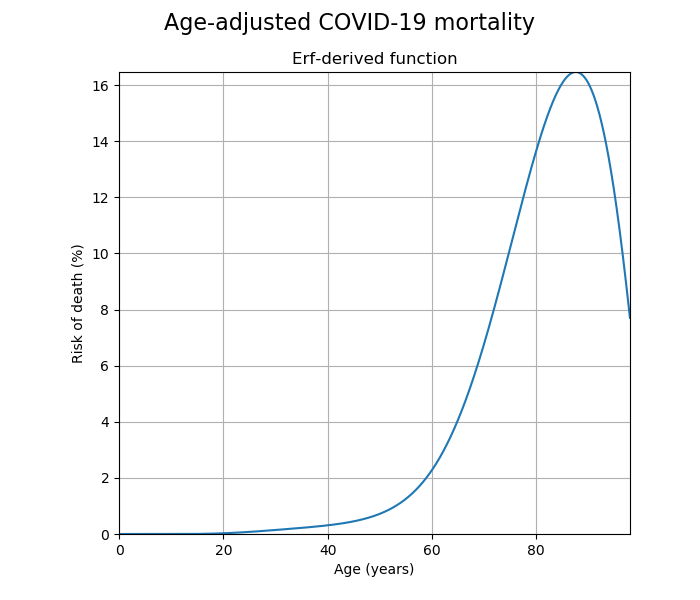 Age-adjusted COVID-19 mortality
Erf-derived function
16
14
12
10
8
6
4
2
0
Risk of death (%)
0 20 40 60 80
Age (years)